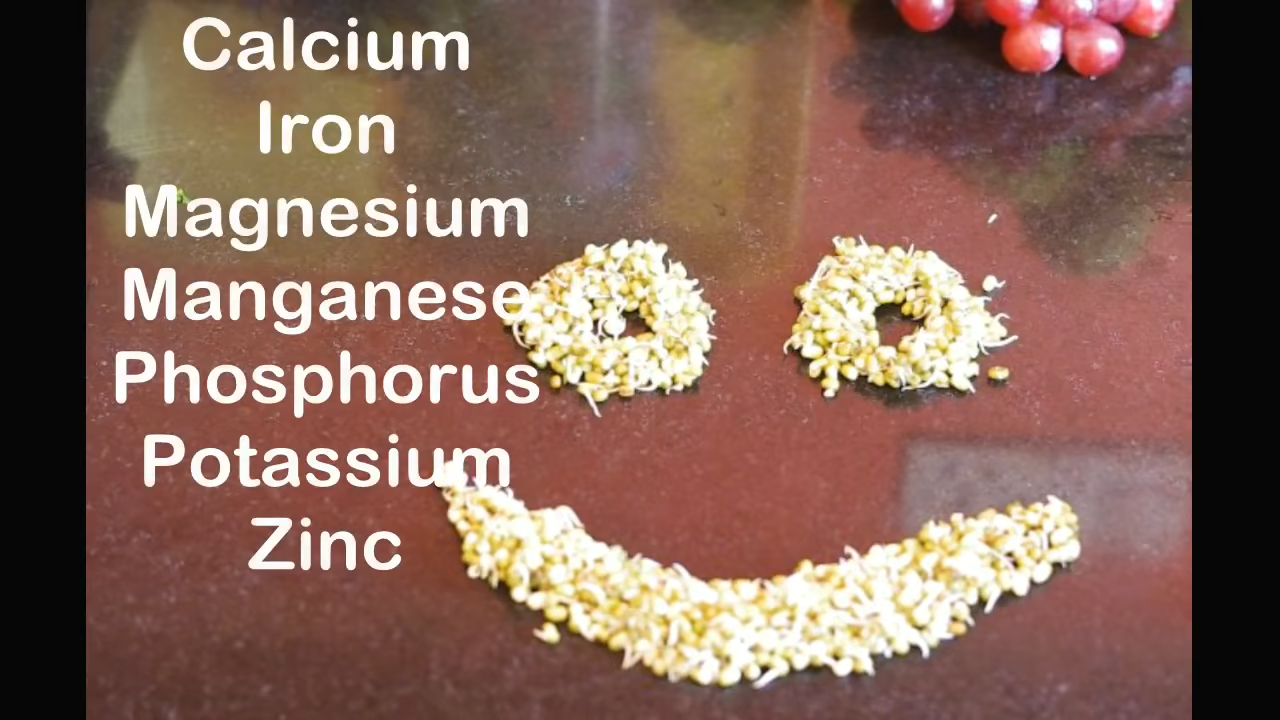 Calcium
Iron
Magnesium
Manganese
Phosphorus
Potassium
Zinc